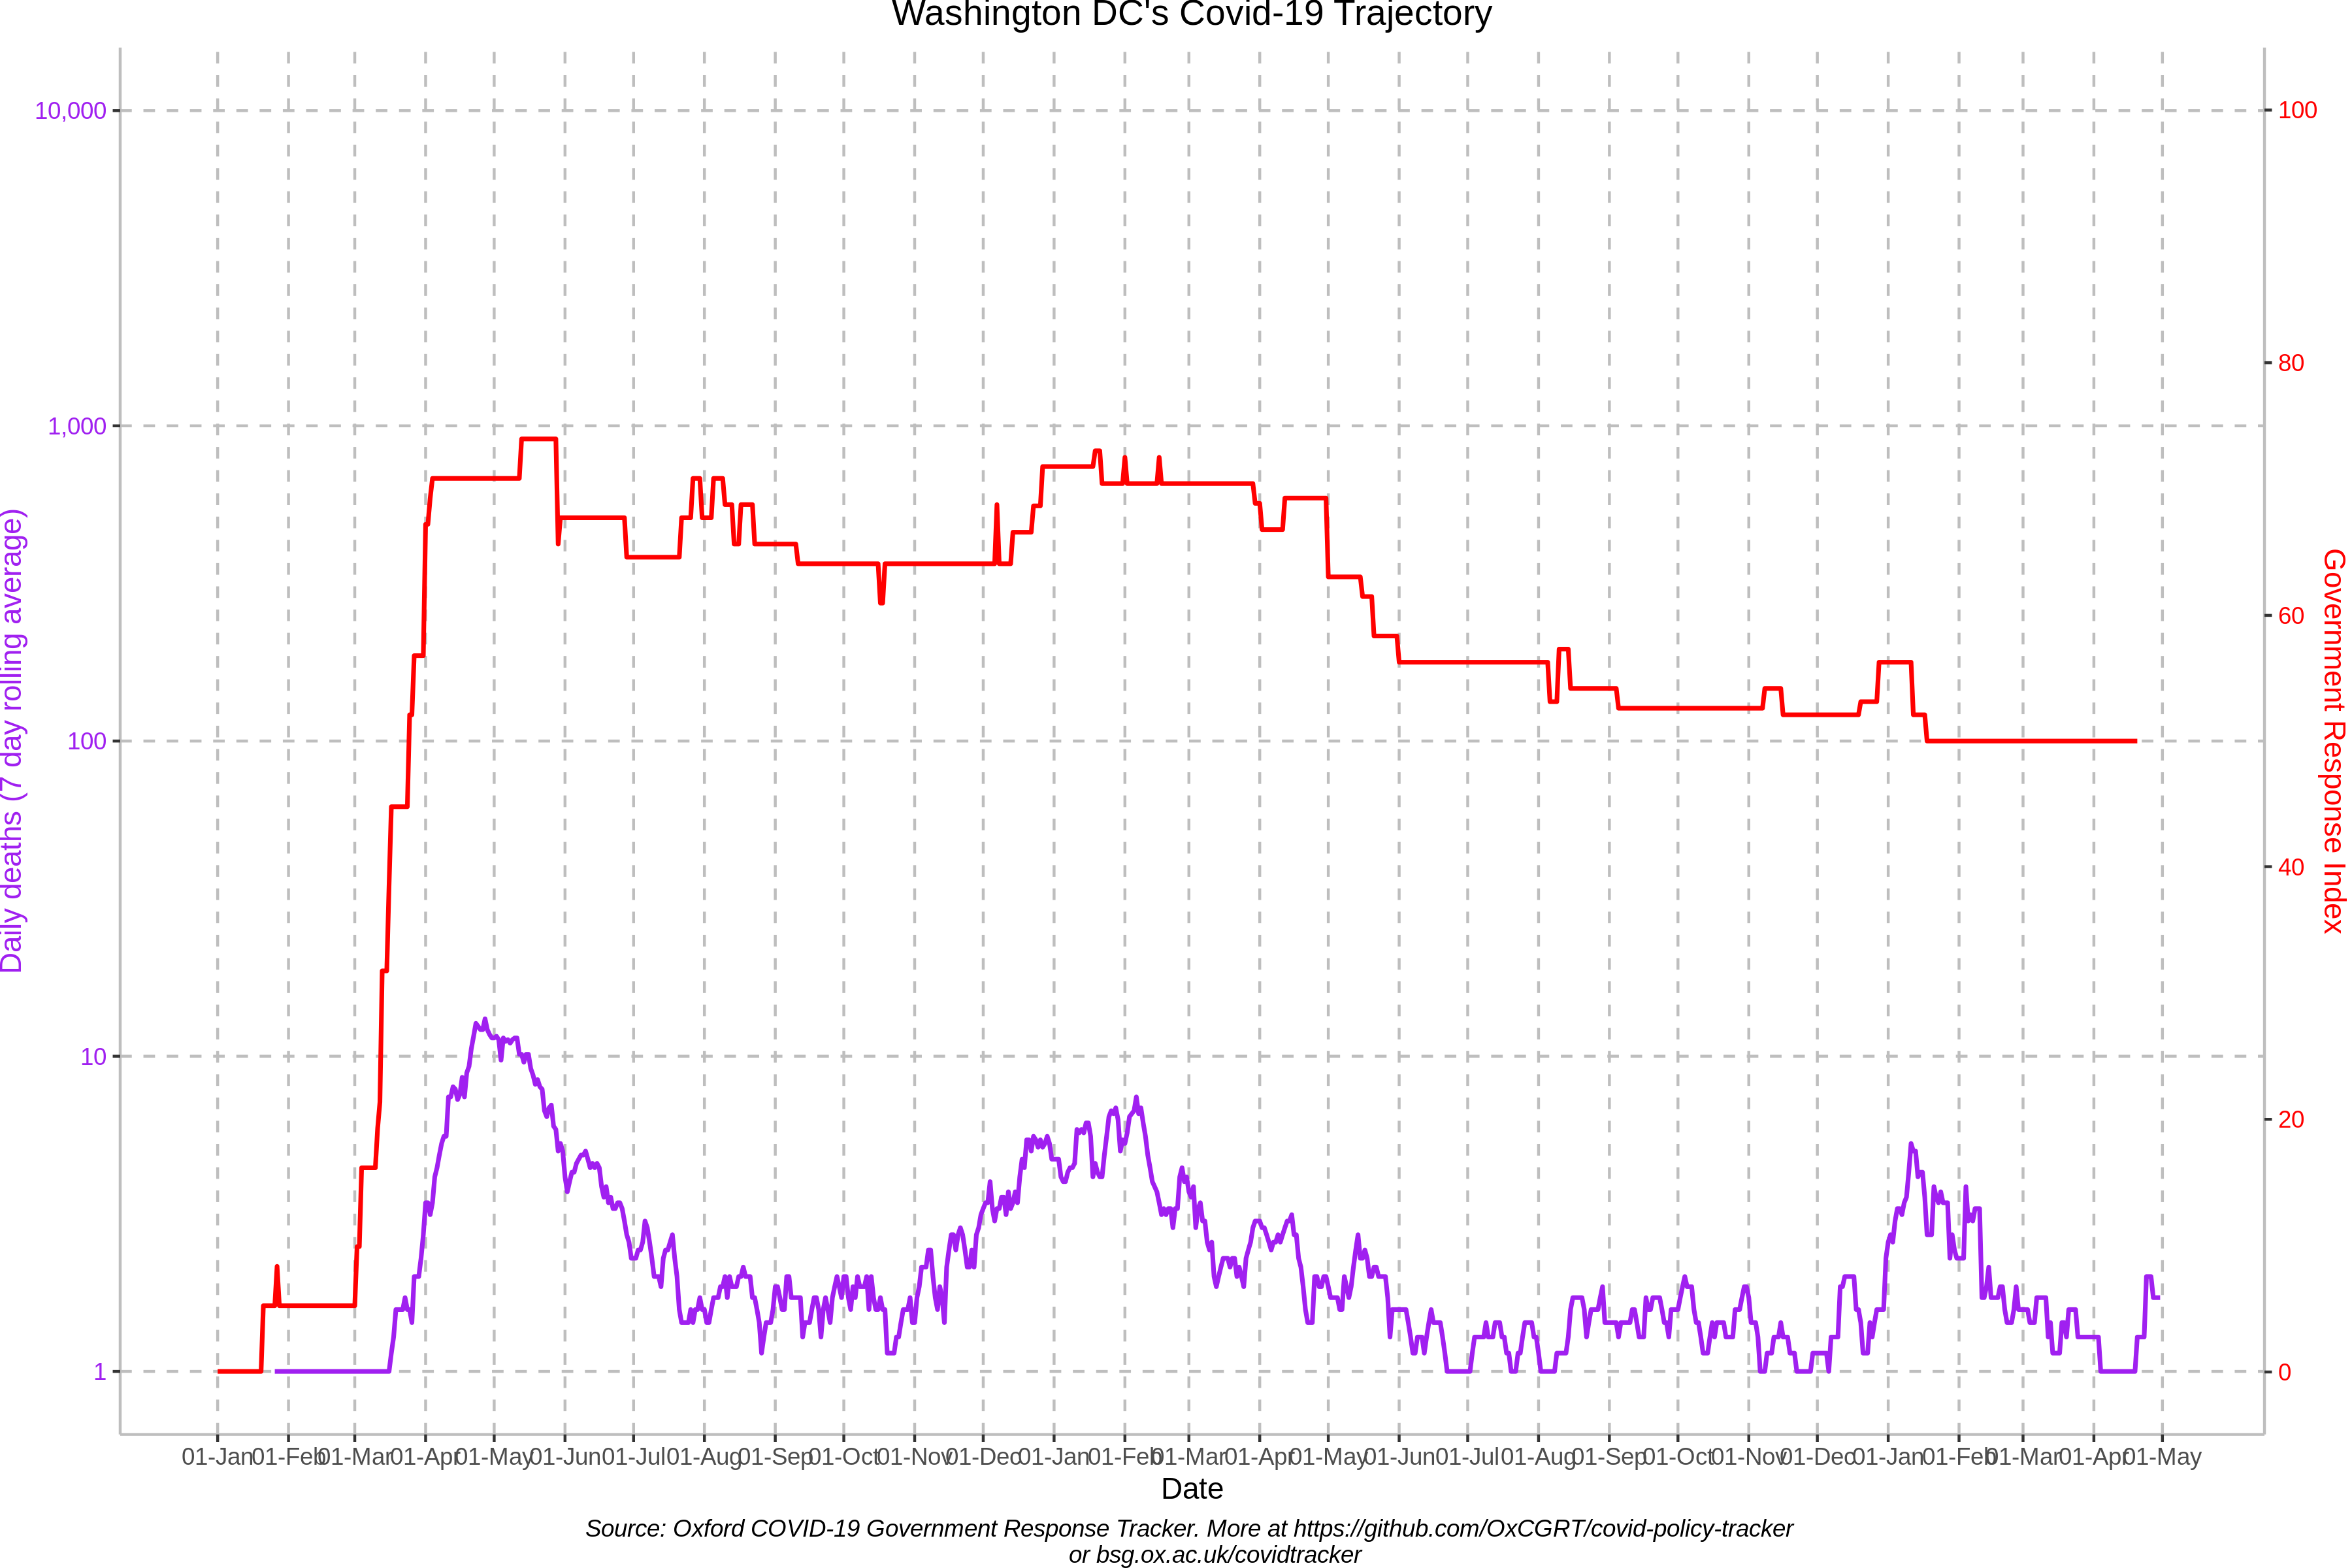 Washington DC's Covid-19 Trajectory
10,000
1,000
100
10
1
Daily deaths (7 day rolling average)
100
80
60
40
20
0
Government Response Index
01-Jan 01-Feb 01-Mar 01-Apr 01-May 01-Jun 01-Jul 01-Aug 01-Sep 01-Oct 01-Nov 01-Dec 01-Jan 01-Feb 01-Mar 01-Apr 01-May 01-Jun 01-Jul 01-Aug 01-Sep 01-Oct 01-Nov 01-Dec 01-Jan 01-Feb 01-Mar 01-Apr 01-May
Date
Source: Oxford COVID-19 Government Response Tracker. More at https://github.com/OxCGRT/covid-policy-tracker
or bsg.ox.ac.uk/covidtracker